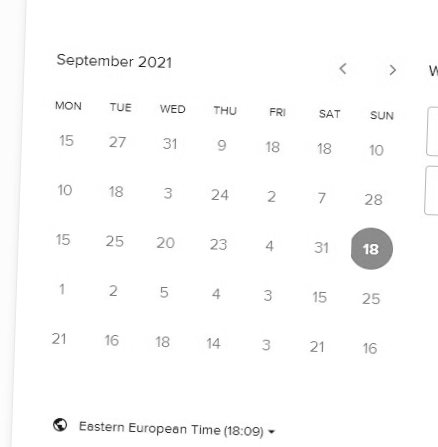 September 2021
MON TUE WED THU FRI SAT SUN
15 27 31 9 18 18 10
10 18 3 24 2 7 28
15 25 20 23 4 31 18
1 2 5 4 3 15 25
21 16 18 14 3 21 16
Eastern European Time (18:09)